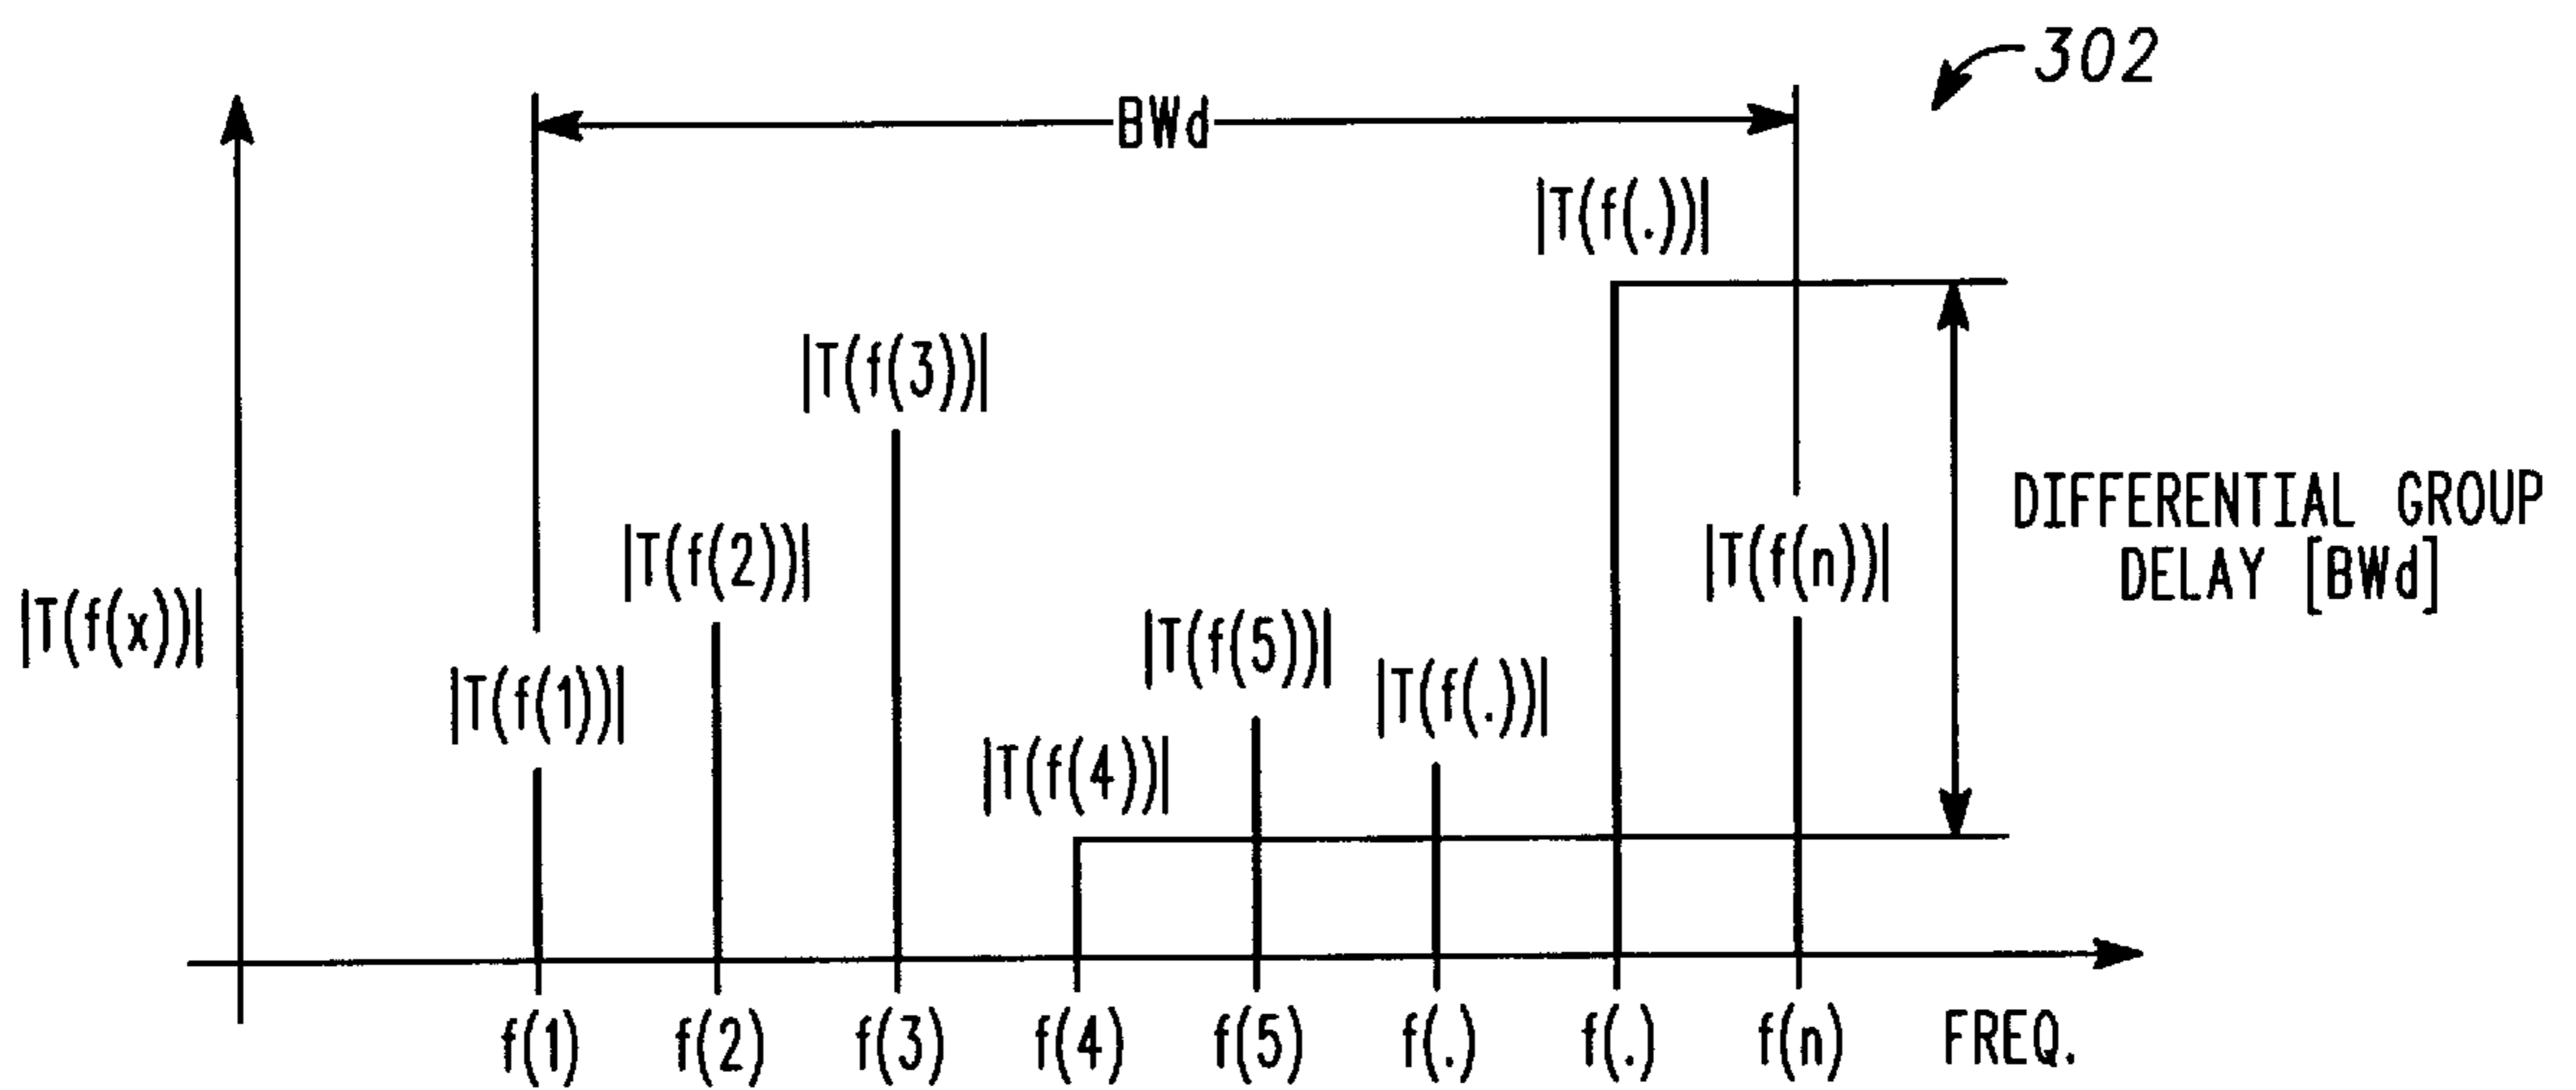 302
BWd
|T(f(.))|
|T(f(3))|
|T(f(2))|
|T(f(n))|
DIFFERENTIAL GROUP
DELAY [BWd]
|T(f(x))|
|T(f(1))|
|T(f(5))|
|T(f(.))|
|T(f(4))|
f(1) f(2) f(3) f(4) f(5) f(.) f(.) f(n) FREQ.